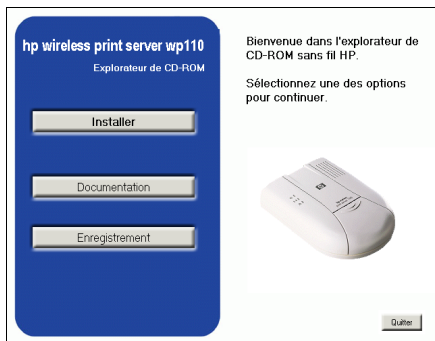 hp wireless print server wp110
Explorateur de CD-ROM
Installer
Documentation
Enregistrement
Bienvenue dans l'explorateur de
CD-ROM sans fil HP.
Sélectionnez une des options
pour continuer.
Quitter